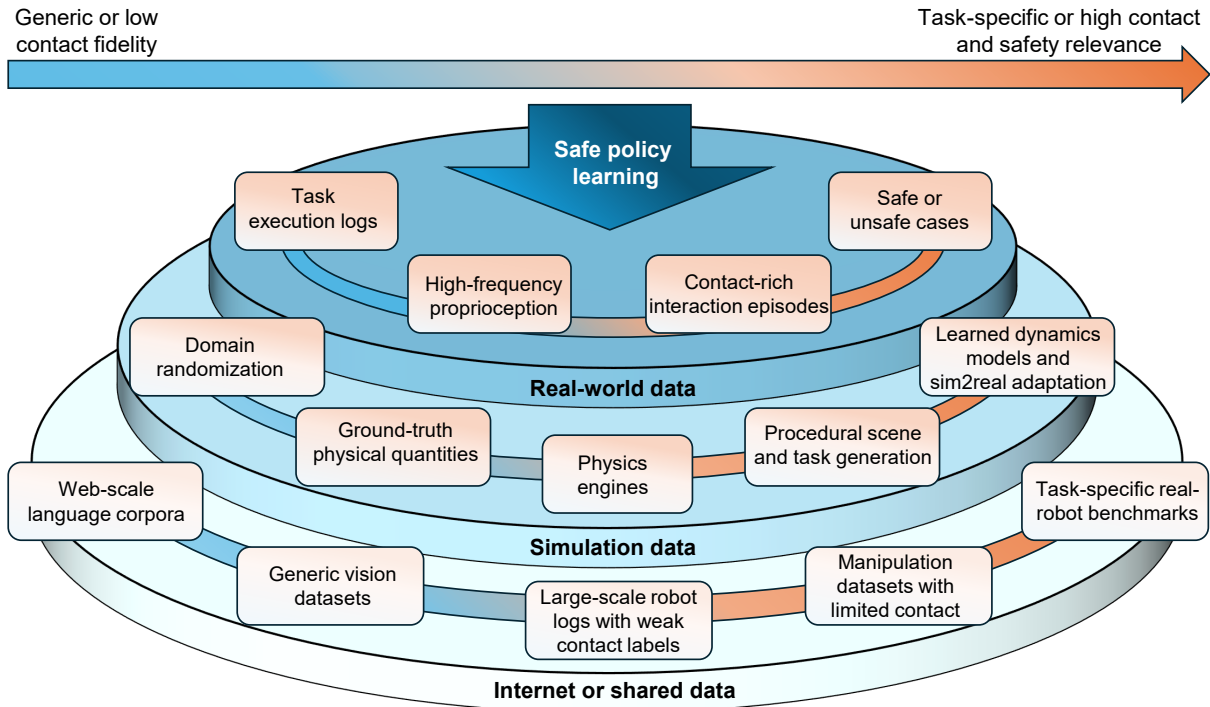 Generic or low
contact fidelity
Task-specific or high contact
and safety relevance
Safe policy
learning
Task
execution logs
Safe or
unsafe cases
High-frequency
proprioception
Contact-rich
interaction episodes
Real-world data
Domain
randomization
Learned dynamics
models and
sim2real adaptation
Ground-truth
physical quantities
Physics
engines
Procedural scene
and task generation
Simulation data
Web-scale
language corpora
Task-specific real-
robot benchmarks
Generic vision
datasets
Large-scale robot
logs with weak
contact labels
Manipulation
datasets with
limited contact
Internet or shared data